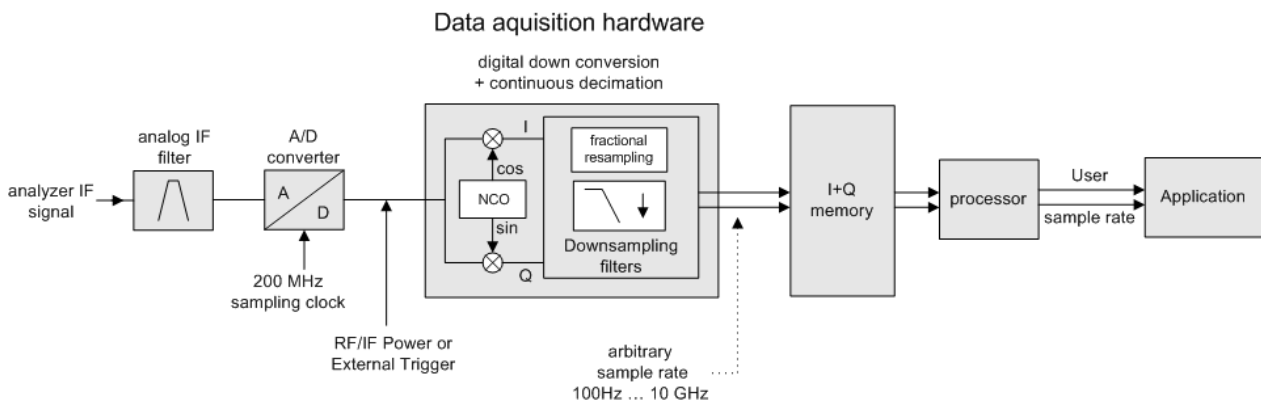 Data aquisition hardware
digital down conversion
+ continuous decimation
analog IF
filter
A/D
converter
analyzer IF
signal
A
D
I
cos
NCO
sin
Q
fractional
resampling
Downsampling
filters
I+Q
memory
processor
User
sample rate
Application
200 MHz
sampling clock
RF/IF Power or
External Trigger
arbitrary
sample rate
100Hz ... 10 GHz